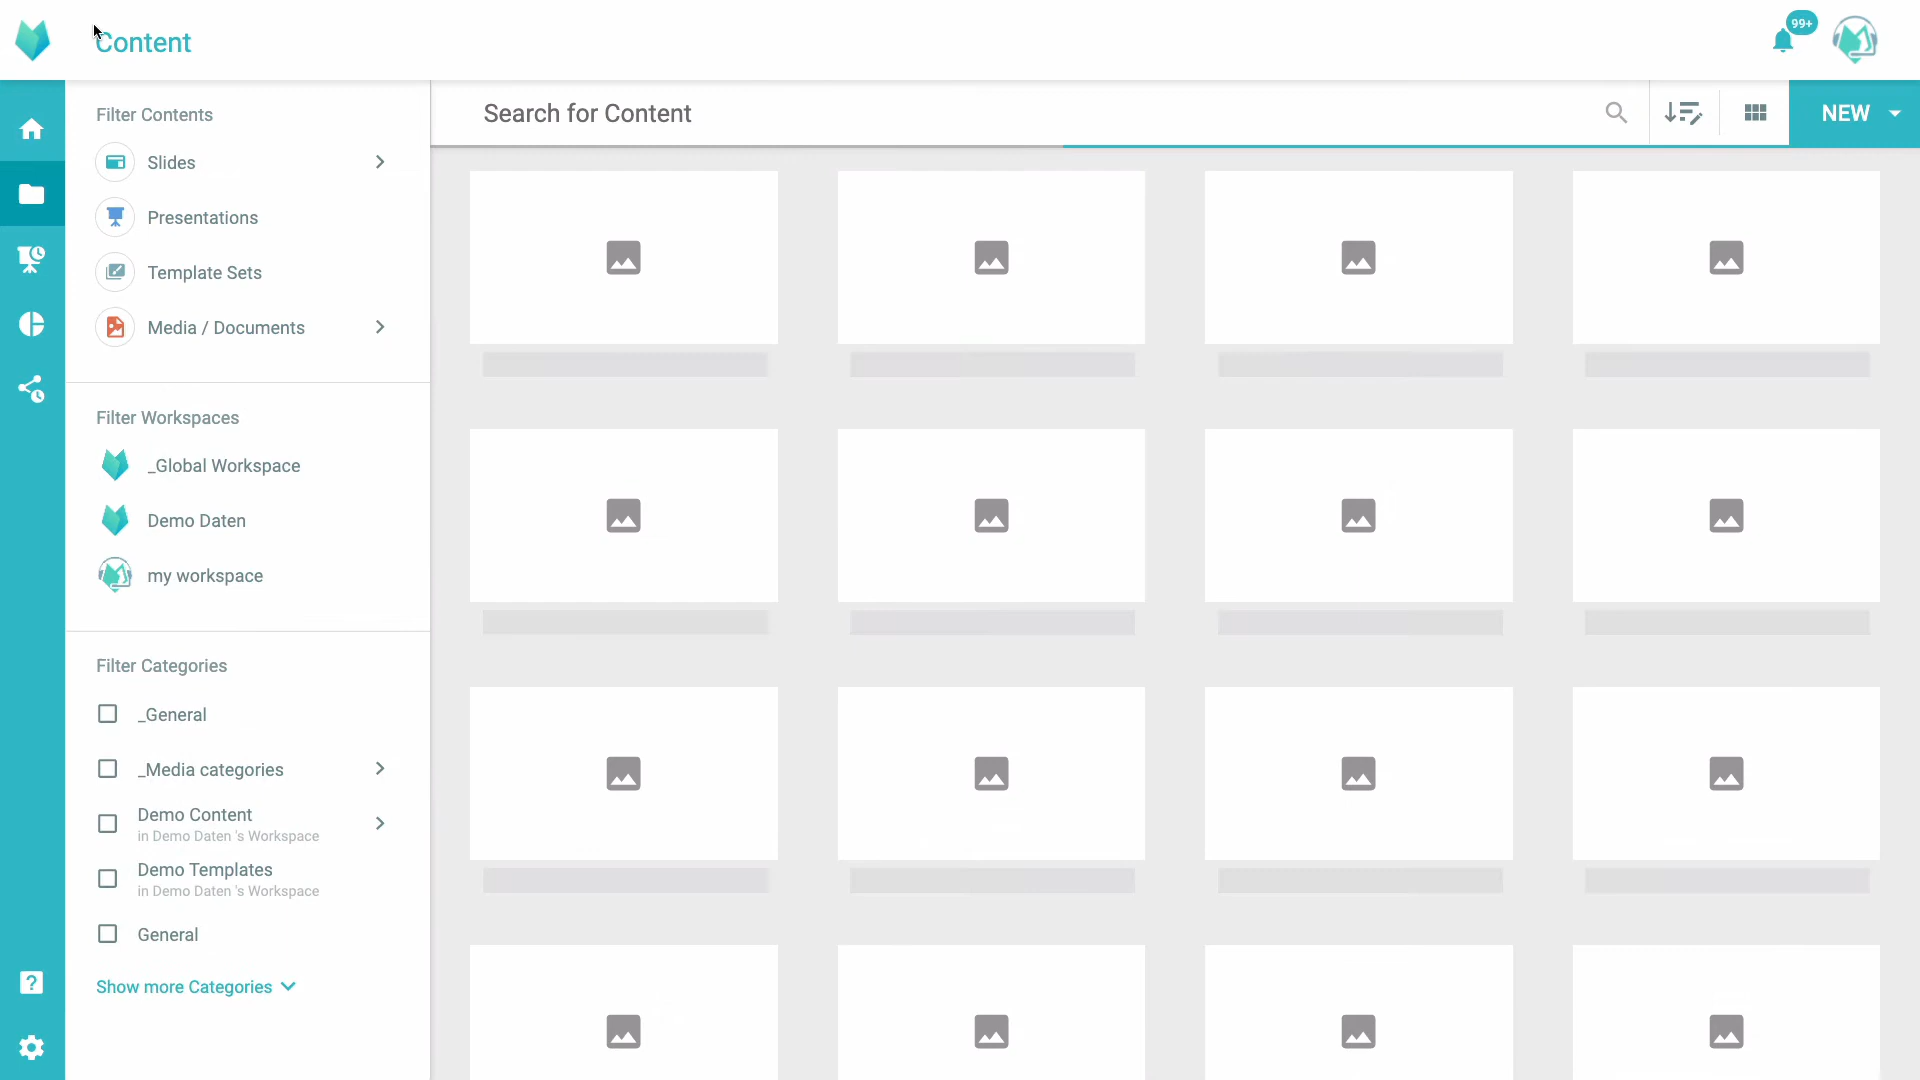 Content
99+
Filter Contents
Slides
Presentations
Template Sets
Media / Documents
Filter Workspaces
_Global Workspace
Demo Daten
my workspace
Filter Categories
_General
_Media categories
Demo Content
in Demo Daten 's Workspace
Demo Templates
in Demo Daten 's Workspace
General
Show more Categories
Search for Content
NEW
?